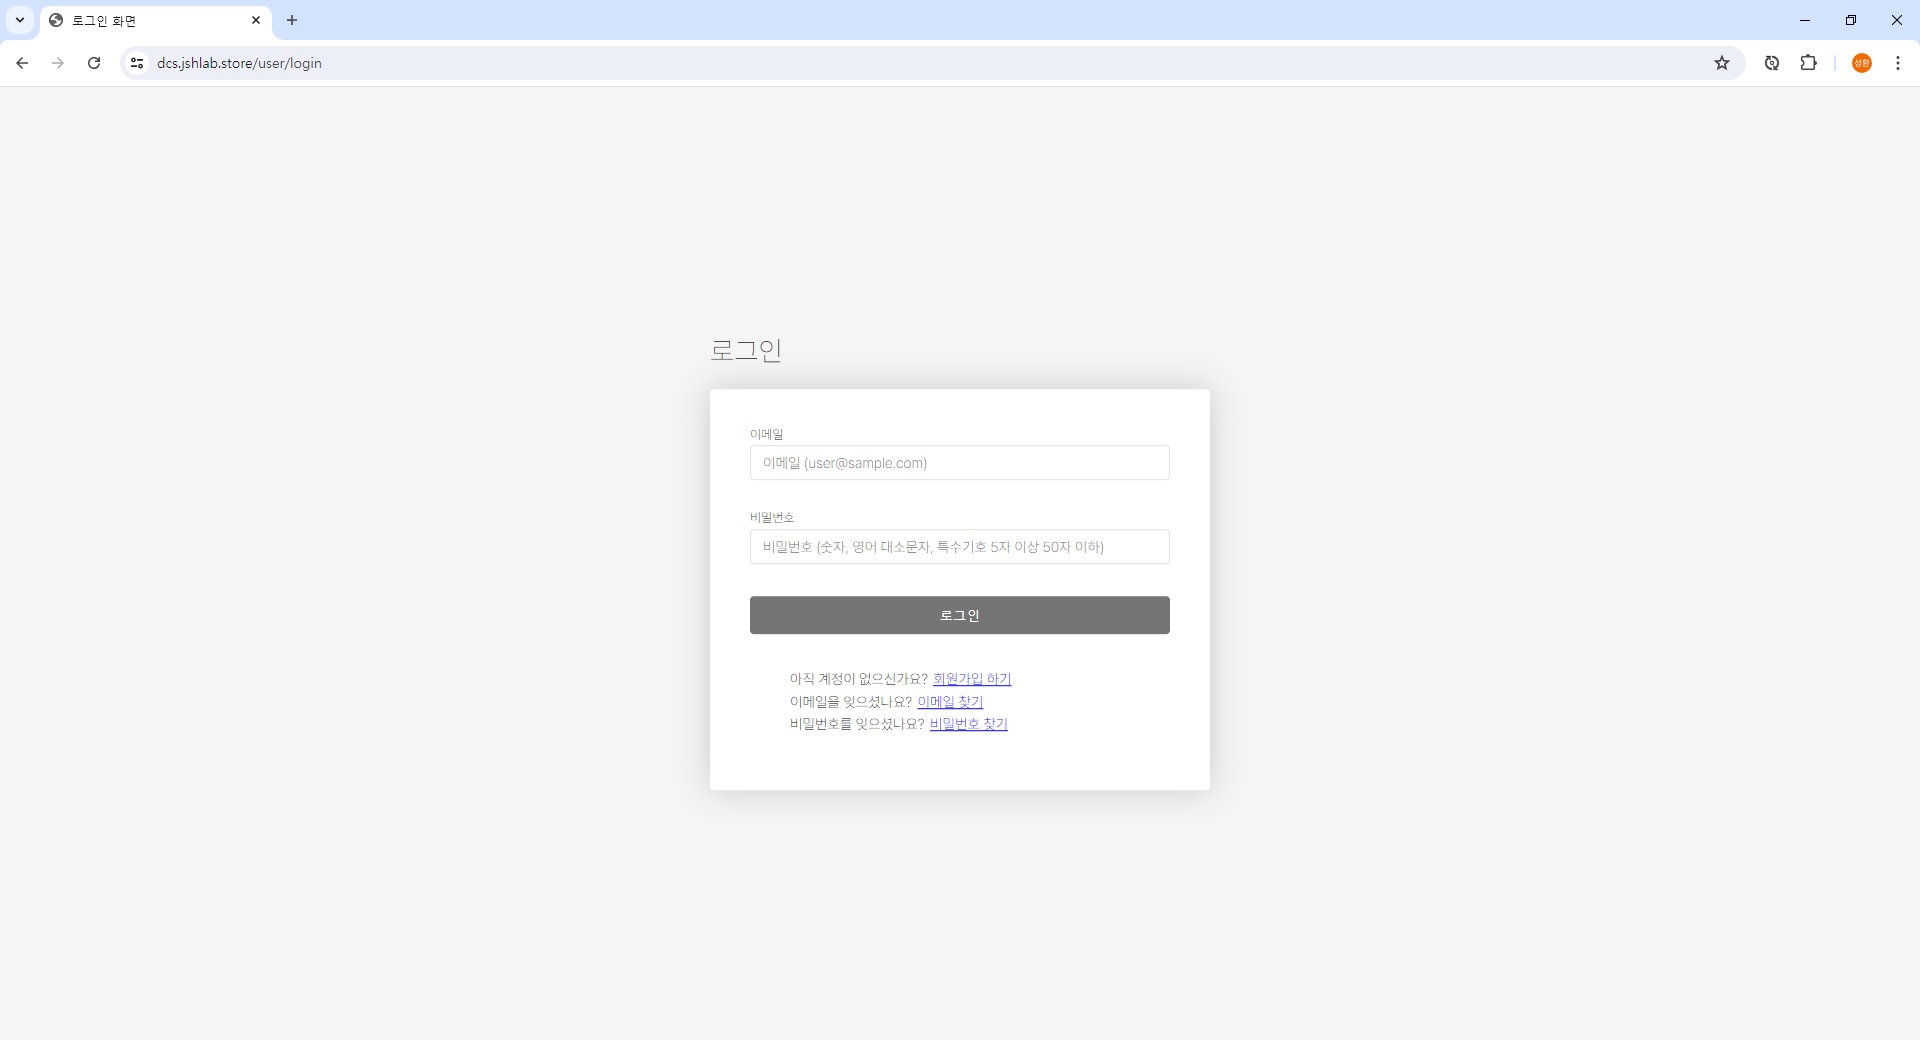 로그인 화면
dcs.jshlab.store/user/login
성환
로그인
이메일
이메일 (user@sample.com)
비밀번호
비밀번호 (숫자, 영어 대소문자, 특수기호 5자 이상 50자 이하)
로그인
아직 계정이 없으신가요? 회원가입 하기
이메일을 잊으셨나요? 이메일 찾기
비밀번호를 잊으셨나요? 비밀번호 찾기